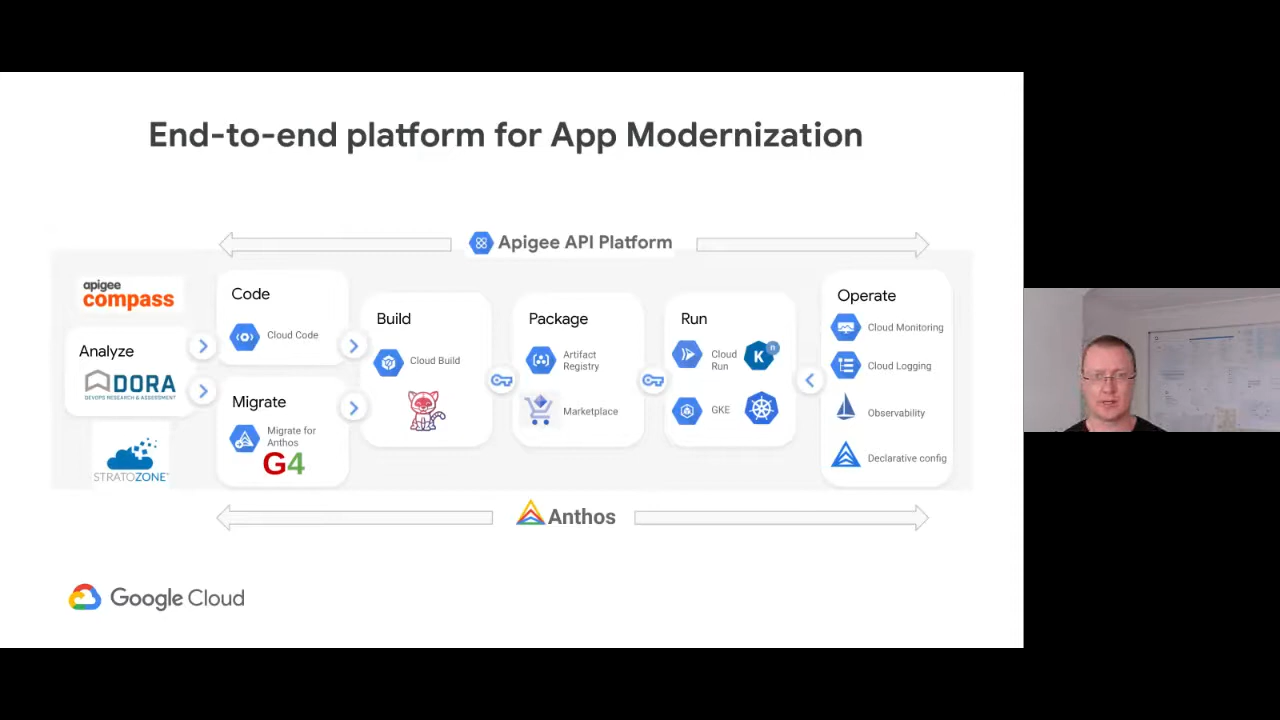 End-to-end platform for App Modernization
Apigee API Platform
apigee
compass
Analyze
DORA
DEVOPS RESEARCH & ASSESSMENT
STRATOZONE
Code
Cloud Code
Migrate
Migrate for
Anthos
G4
Build
Cloud Build
Package
Artifact
Registry
Marketplace
Run
Cloud
Run
K
n
GKE
Operate
Cloud Monitoring
Cloud Logging
Observability
Declarative config
Anthos
Google Cloud